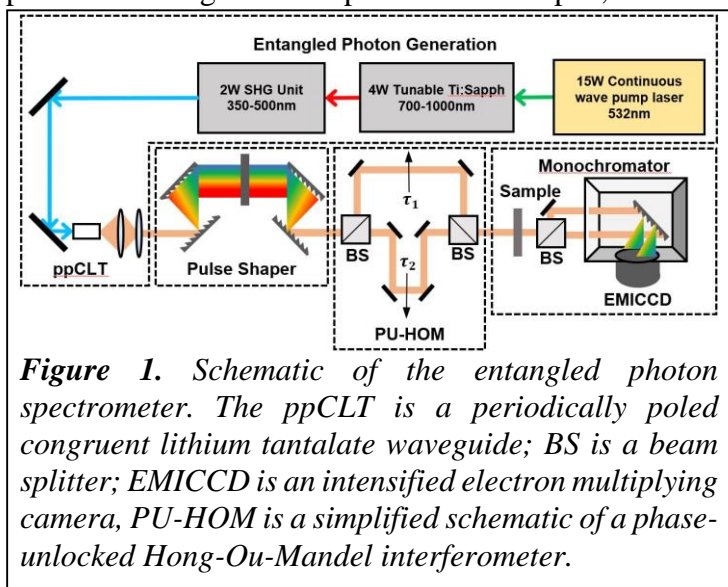 Entangled Photon Generation
2W SHG Unit
350-500nm
4W Tunable Ti:Sapph
700-1000nm
15W Continuous
wave pump laser
532nm
ppCLT
Pulse Shaper
BS
τ1
τ2
BS
PU-HOM
Monochromator
Sample
BS
EMICCD
Figure 1. Schematic of the entangled photon
spectrometer. The ppCLT is a periodically poled
congruent lithium tantalate waveguide; BS is a beam
splitter; EMICCD is an intensified electron multiplying
camera, PU-HOM is a simplified schematic of a phase-
unlocked Hong-Ou-Mandel interferometer.